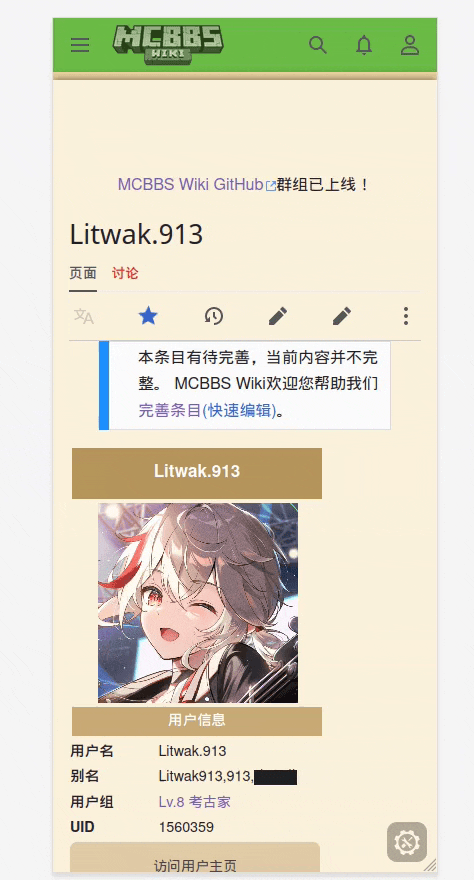 MCBBS
WIKI
MCBBS Wiki GitHub群组已上线！
Litwak.913
页面 讨论
本条目有待完善，当前内容并不完
整。 MCBBS Wiki欢迎您帮助我们
完善条目(快速编辑)。
Litwak.913
用户信息
用户名 Litwak.913
别名 Litwak913,913,
用户组 Lv.8 考古家
UID 1560359
访问用户主页